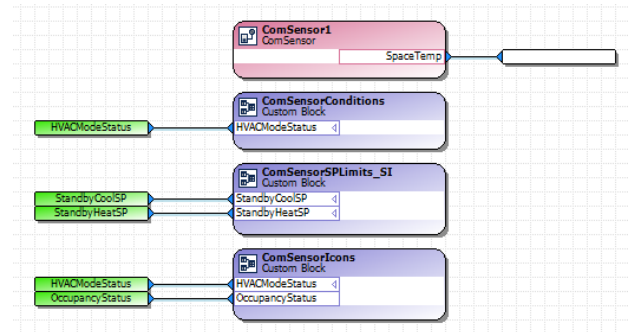 ComSensor1
ComSensor
SpaceTemp
ComSensorConditions
Custom Block
HVACModeStatus
HVACModeStatus
ComSensorSPLimits_SI
Custom Block
StandbyCoolSP
StandbyCoolSP
StandbyHeatSP
StandbyHeatSP
ComSensorIcons
Custom Block
HVACModeStatus
HVACModeStatus
OccupancyStatus
OccupancyStatus